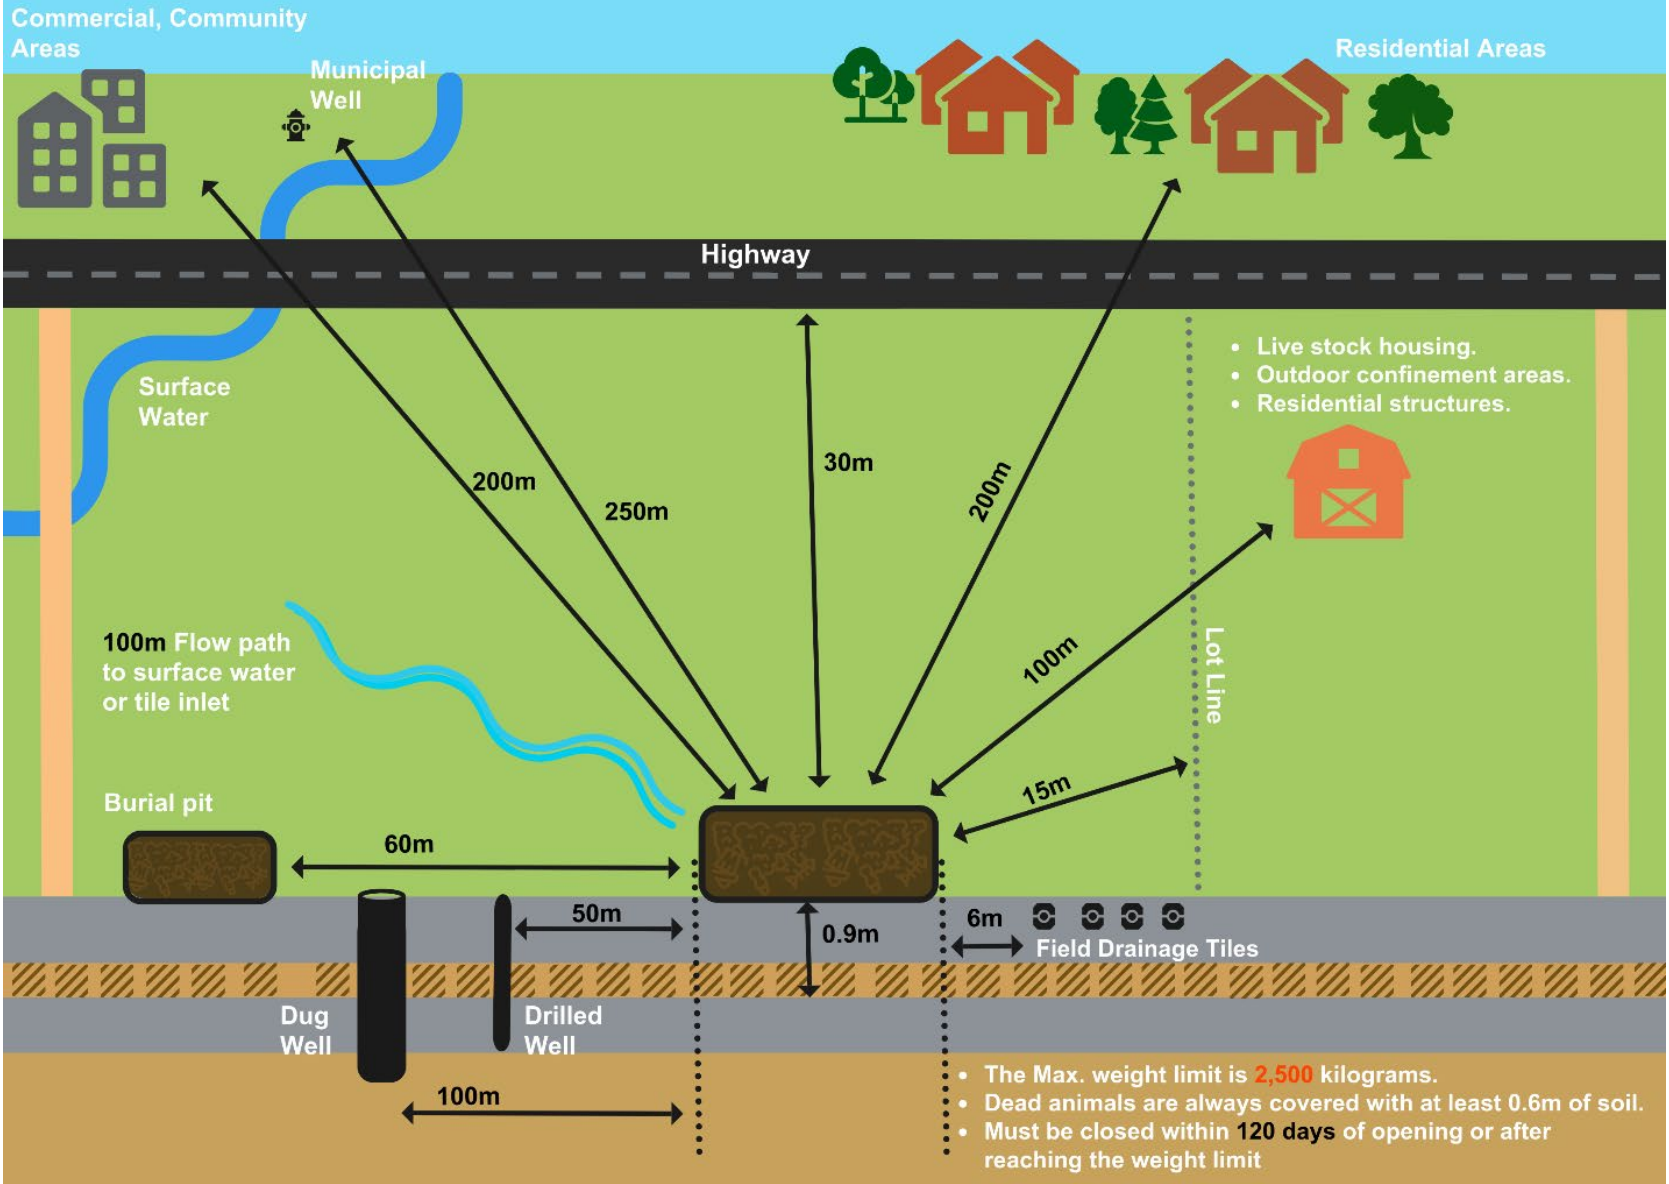 Commercial, Community
Areas
Municipal
Well
Residential Areas
Highway
Surface
Water
• Live stock housing.
• Outdoor confinement areas.
• Residential structures.
200m
250m
30m
200m
100m
Lot Line
100m Flow path
to surface water
or tile inlet
15m
Burial pit
60m
50m
0.9m
6m
Field Drainage Tiles
Dug
Well
Drilled
Well
100m
• The Max. weight limit is 2,500 kilograms.
• Dead animals are always covered with at least 0.6m of soil.
• Must be closed within 120 days of opening or after
reaching the weight limit